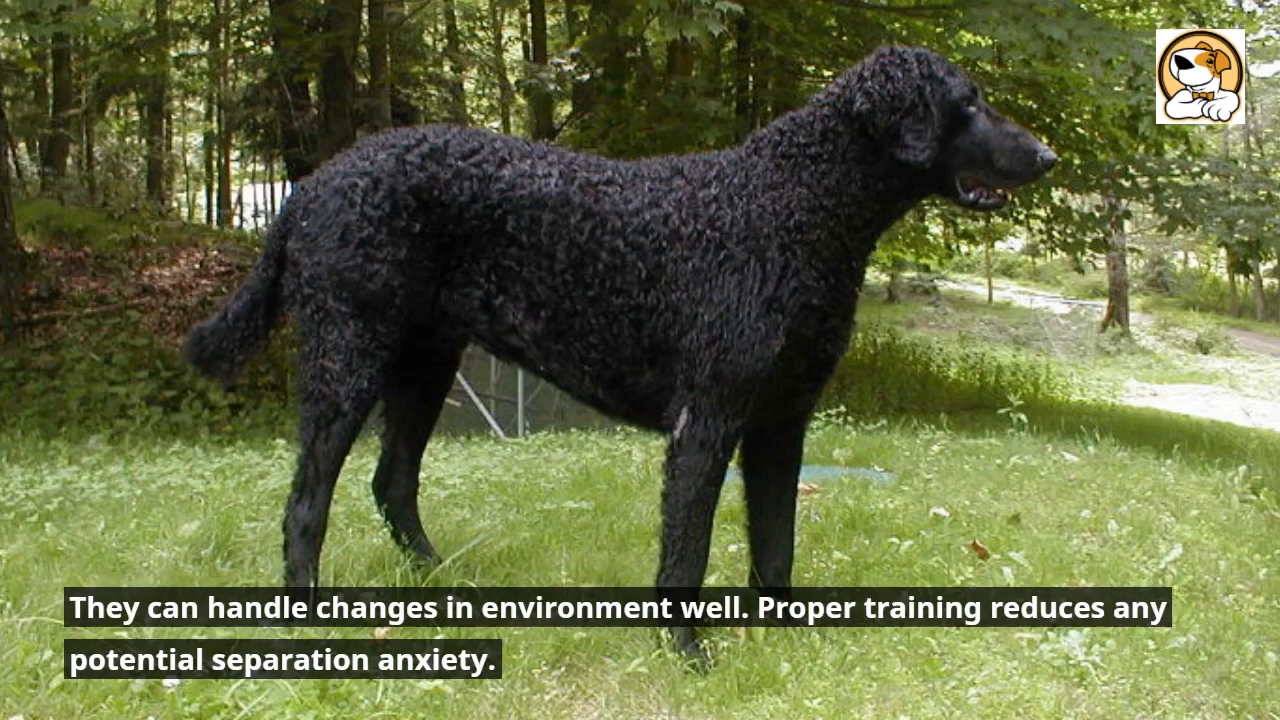 They can handle changes in environment well. Proper training reduces any
potential separation anxiety.